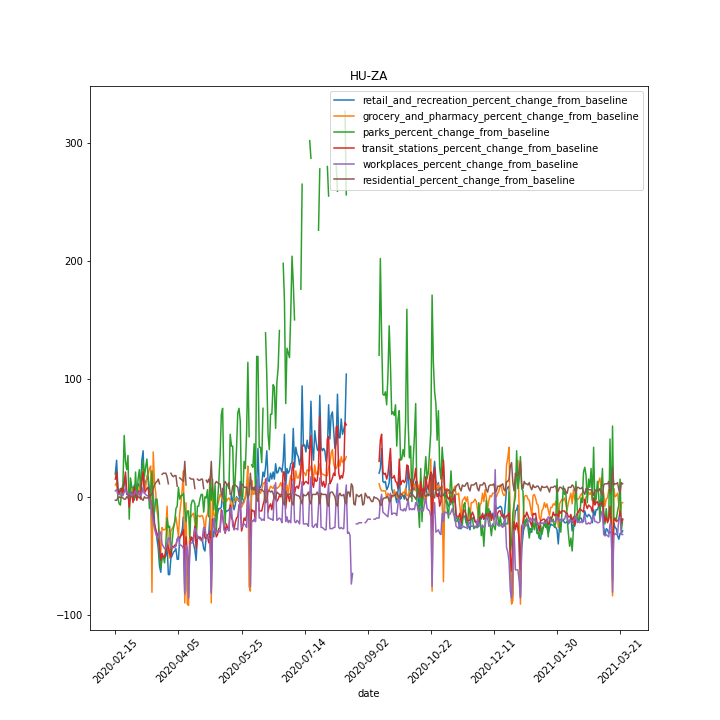 HU-ZA
retail_and_recreation_percent_change_from_baseline
grocery_and_pharmacy_percent_change_from_baseline
parks_percent_change_from_baseline
transit_stations_percent_change_from_baseline
workplaces_percent_change_from_baseline
residential_percent_change_from_baseline
300
200
100
0
−100
2020-02-15
2020-04-05
2020-05-25
2020-07-14
2020-09-02
2020-10-22
2020-12-11
2021-01-30
2021-03-21
date